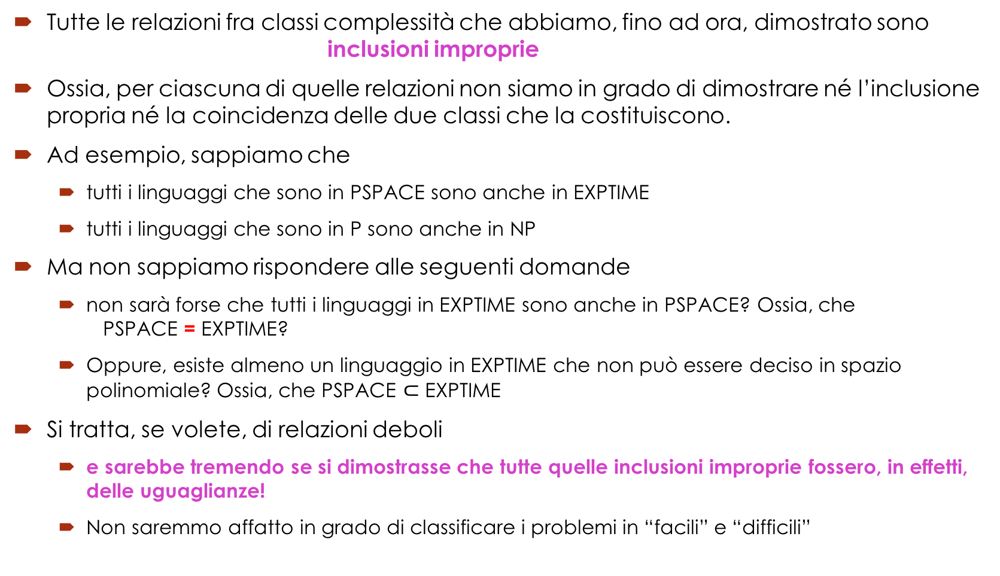 Tutte le relazioni fra classi complessità che abbiamo, fino ad ora, dimostrato sono
inclusioni improprie
Ossia, per ciascuna di quelle relazioni non siamo in grado di dimostrare né l’inclusione
propria né la coincidenza delle due classi che la costituiscono.
Ad esempio, sappiamo che
tutti i linguaggi che sono in PSPACE sono anche in EXPTIME
tutti i linguaggi che sono in P sono anche in NP
Ma non sappiamo rispondere alle seguenti domande
non sarà forse che tutti i linguaggi in EXPTIME sono anche in PSPACE? Ossia, che
PSPACE = EXPTIME?
Oppure, esiste almeno un linguaggio in EXPTIME che non può essere deciso in spazio
polinomiale? Ossia, che PSPACE ⊂ EXPTIME
Si tratta, se volete, di relazioni deboli
e sarebbe tremendo se si dimostrasse che tutte quelle inclusioni improprie fossero, in effetti,
delle uguaglianze!
Non saremmo affatto in grado di classificare i problemi in “facili” e “difficili”